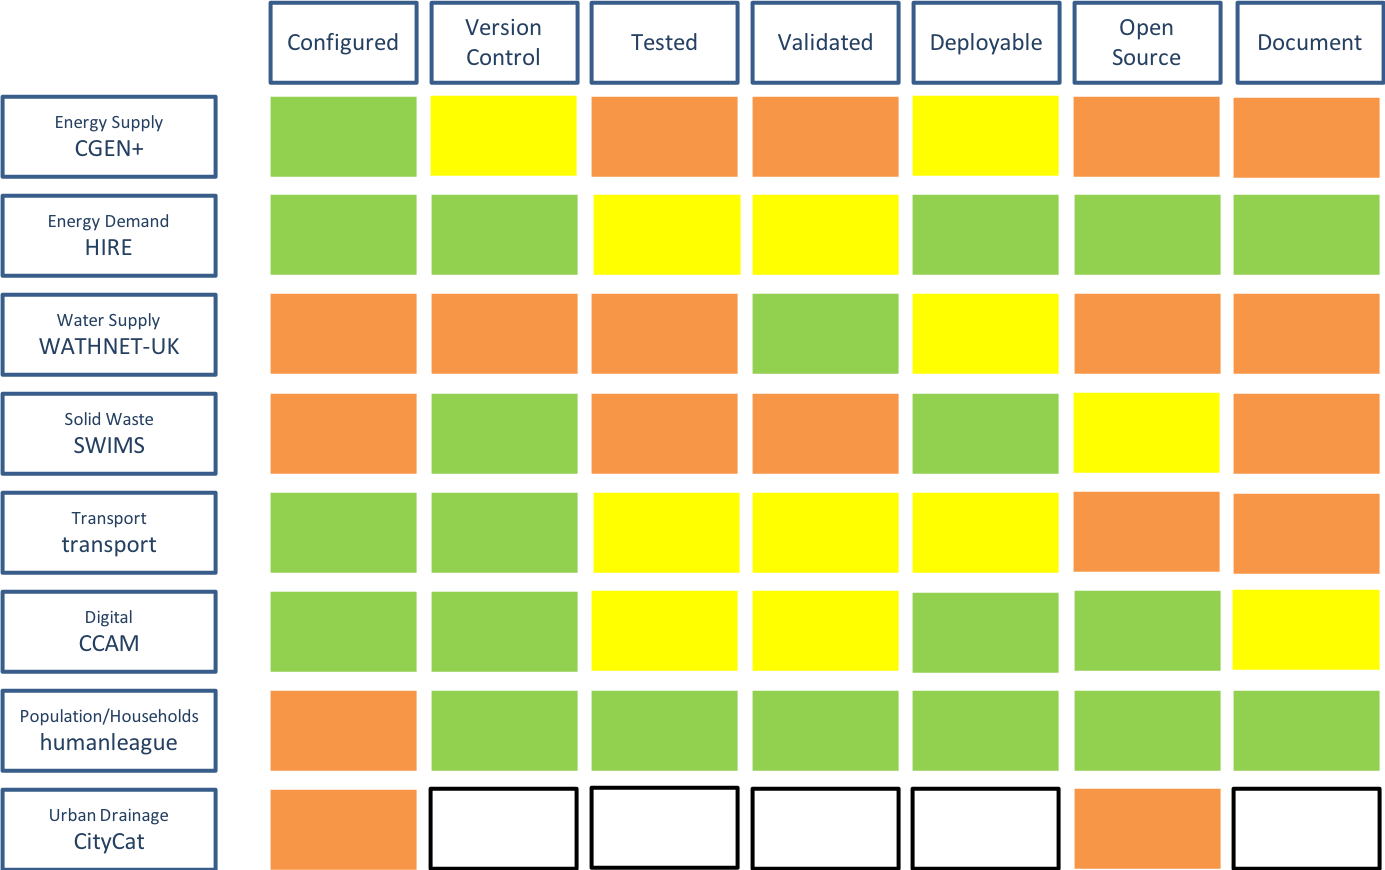 Configured
Version
Control
Tested
Validated
Deployable
Open
Source
Document
Energy Supply
CGEN+
Energy Demand
HIRE
Water Supply
WATHNET-UK
Solid Waste
SWIMS
Transport
transport
Digital
CCAM
Population/Households
humanleague
Urban Drainage
CityCat